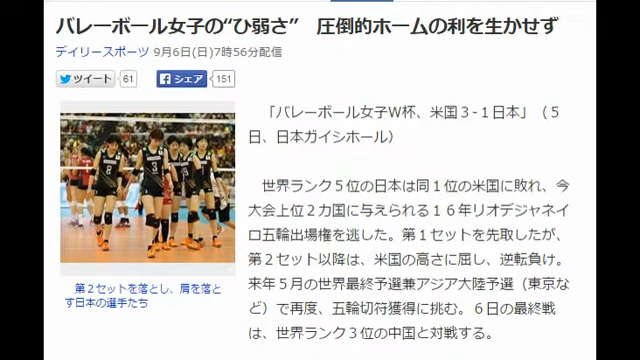 バレーボール女子の“ひ弱さ”　圧倒的ホームの利を生かせず
デイリースポーツ 9月6日(日)7時56分配信
ツイート 61 シェア 151
「バレーボール女子Ｗ杯、米国３-１日本」（５
日、日本ガイシホール）
世界ランク５位の日本は同１位の米国に敗れ、今
大会上位２カ国に与えられる１６年リオデジャネイ
ロ五輪出場権を逃した。第１セットを先取したが、
第２セット以降は、米国の高さに屈し、逆転負け。
来年５月の世界最終予選兼アジア大陸予選（東京な
ど）で再度、五輪切符獲得に挑む。６日の最終戦
は、世界ランク３位の中国と対戦する。
第２セットを落とし、肩を落と
す日本の選手たち